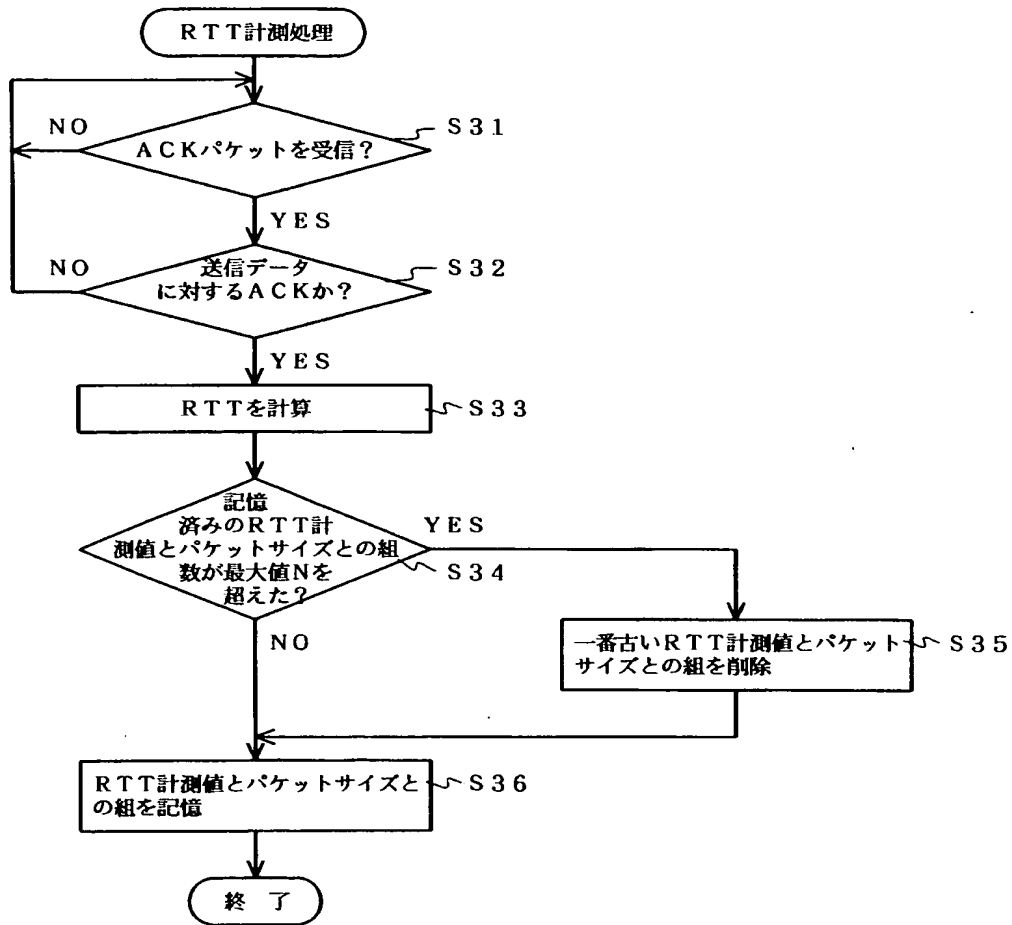 ＲＴＴ計測処理
ＮＯ
Ｓ３１
ＡＣＫパケットを受信？
ＹＥＳ
ＮＯ
送信データ
Ｓ３２
に対するＡＣＫか？
ＹＥＳ
ＲＴＴを計算
Ｓ３３
記憶
済みのＲＴＴ計
ＹＥＳ
測値とパケットサイズとの組
数が最大値Ｎを
Ｓ３４
超えた？
ＮＯ
一番古いＲＴＴ計測値とパケット
Ｓ３５
サイズとの組を削除
ＲＴＴ計測値とパケットサイズと
Ｓ３６
の組を記憶
終 了